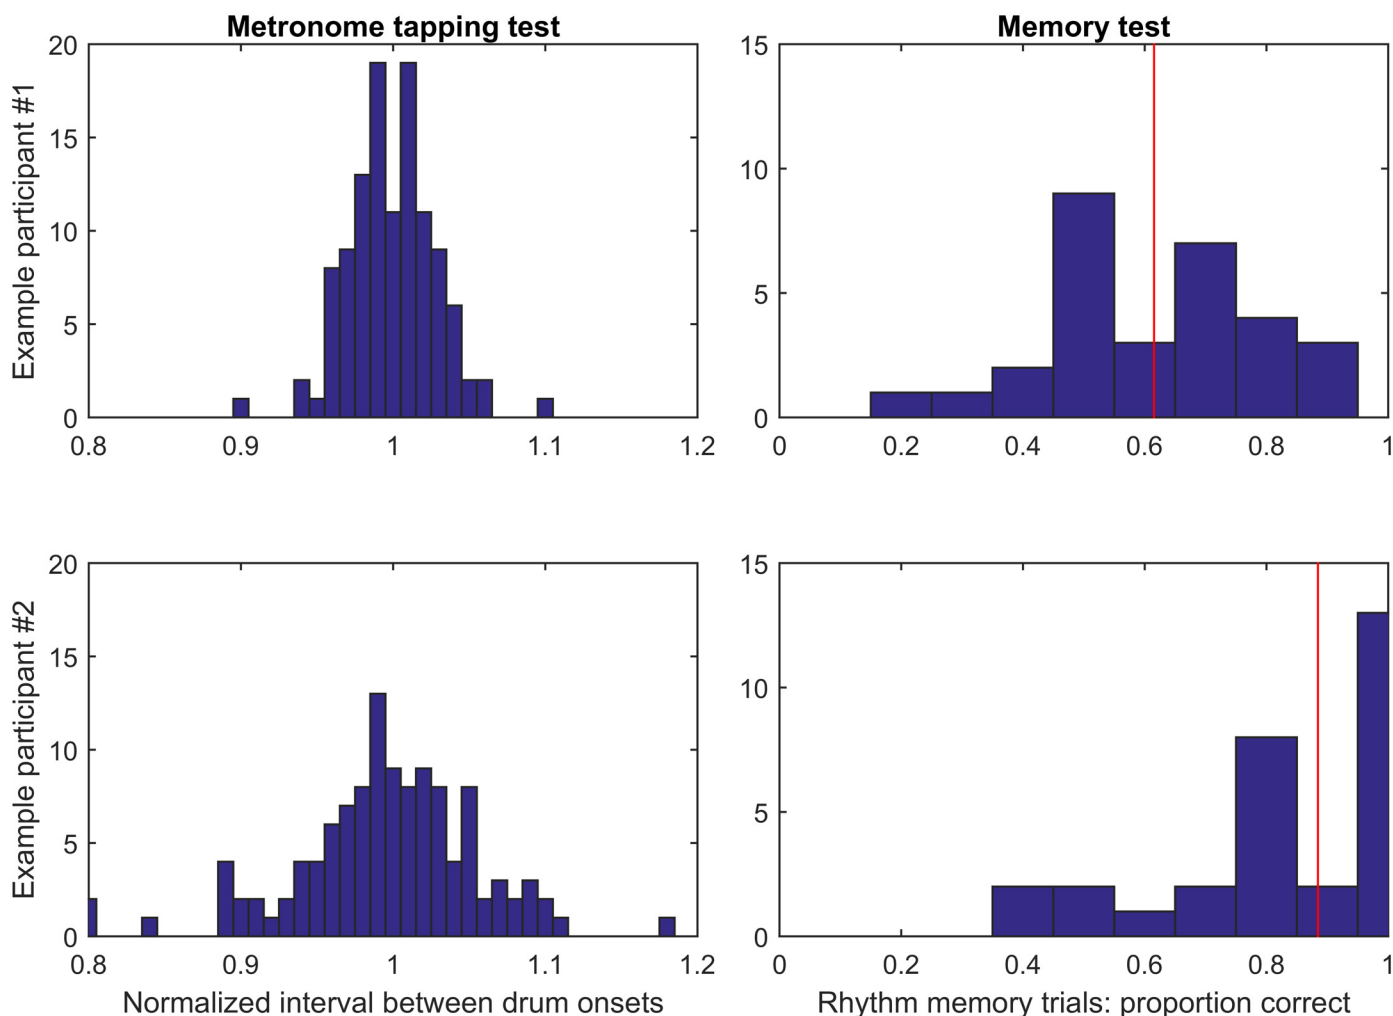 Metronome tapping test
Memory test
Example participant #1
20
15
10
5
0
0.8 0.9 1 1.1 1.2
15
10
5
0
0 0.2 0.4 0.6 0.8 1
Example participant #2
20
15
10
5
0
0.8 0.9 1 1.1 1.2
Normalized interval between drum onsets
15
10
5
0
0 0.2 0.4 0.6 0.8 1
Rhythm memory trials: proportion correct